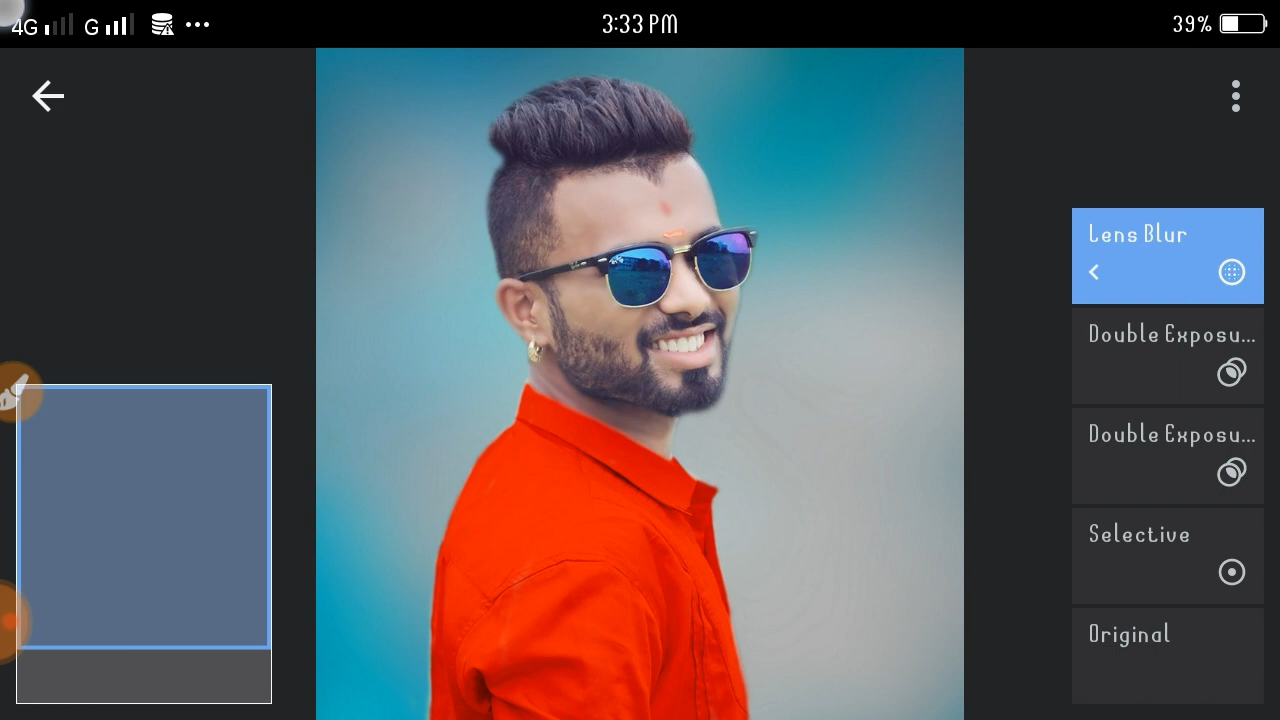 4G G 3:33 PM 39%
Lens Blur
Double Exposu...
Double Exposu...
Selective
Original